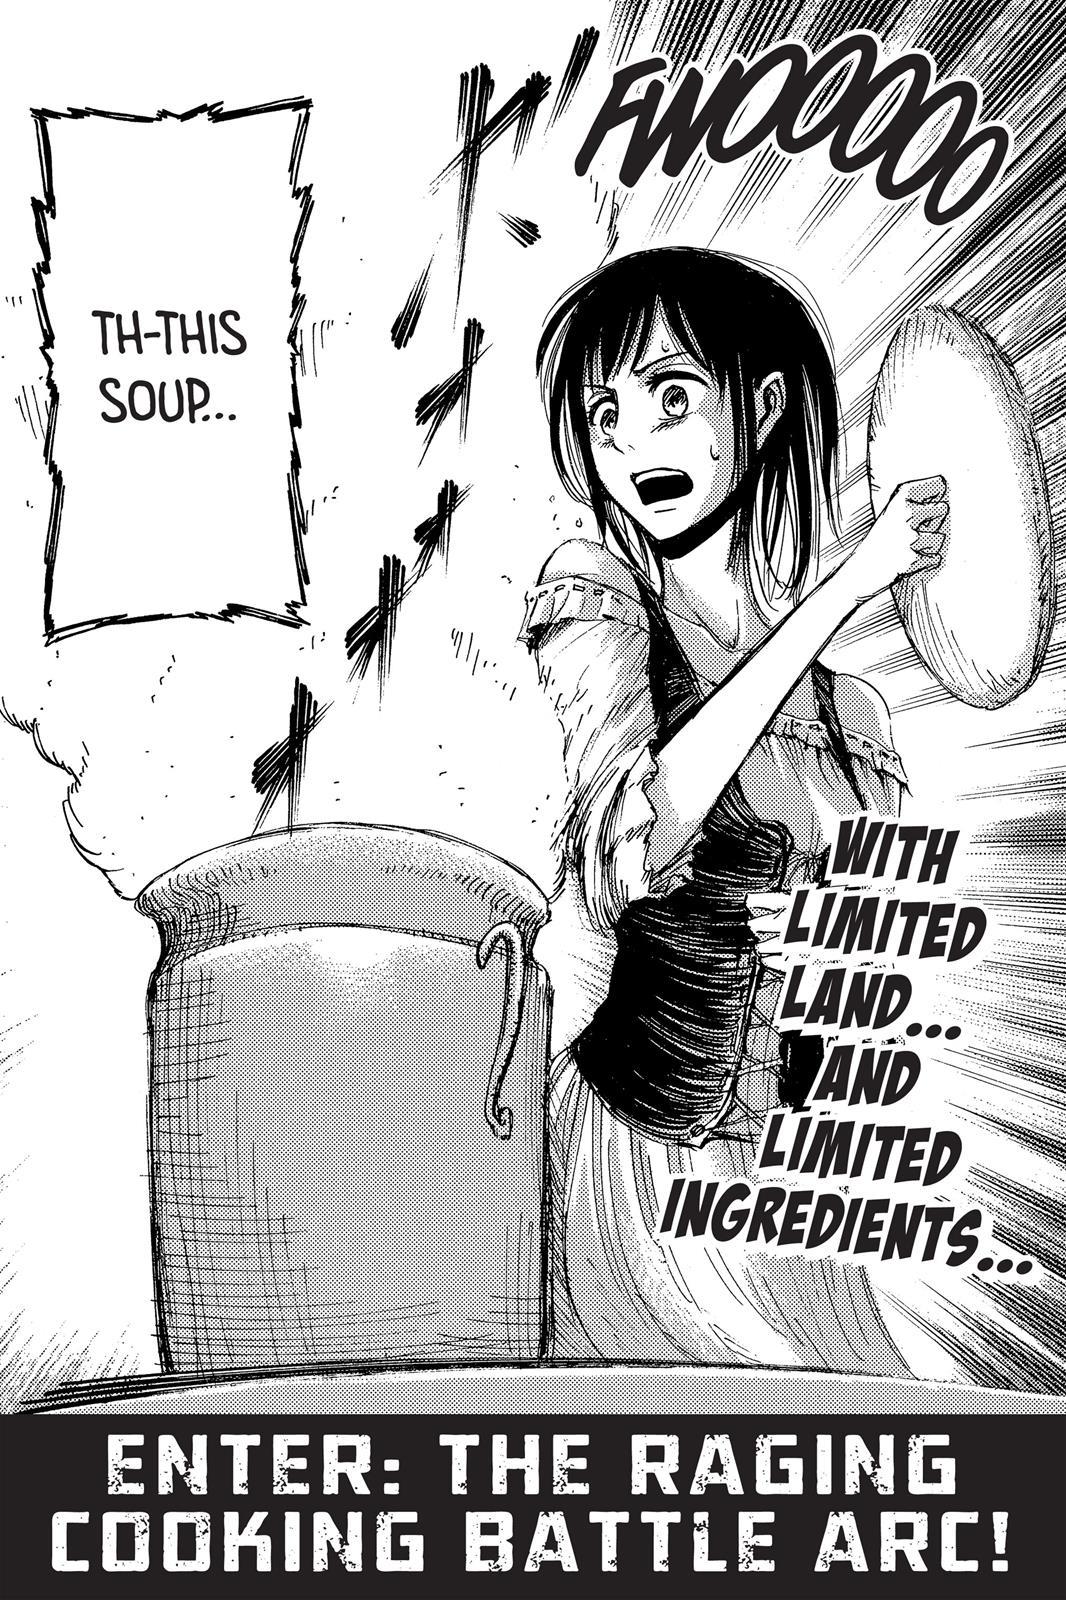 FWOOOOO
TH-THIS
SOUP...
WITH
LIMITED
LAND...
AND
LIMITED
INGREDIENTS...
ENTER: THE RAGING
COOKING BATTLE ARC!